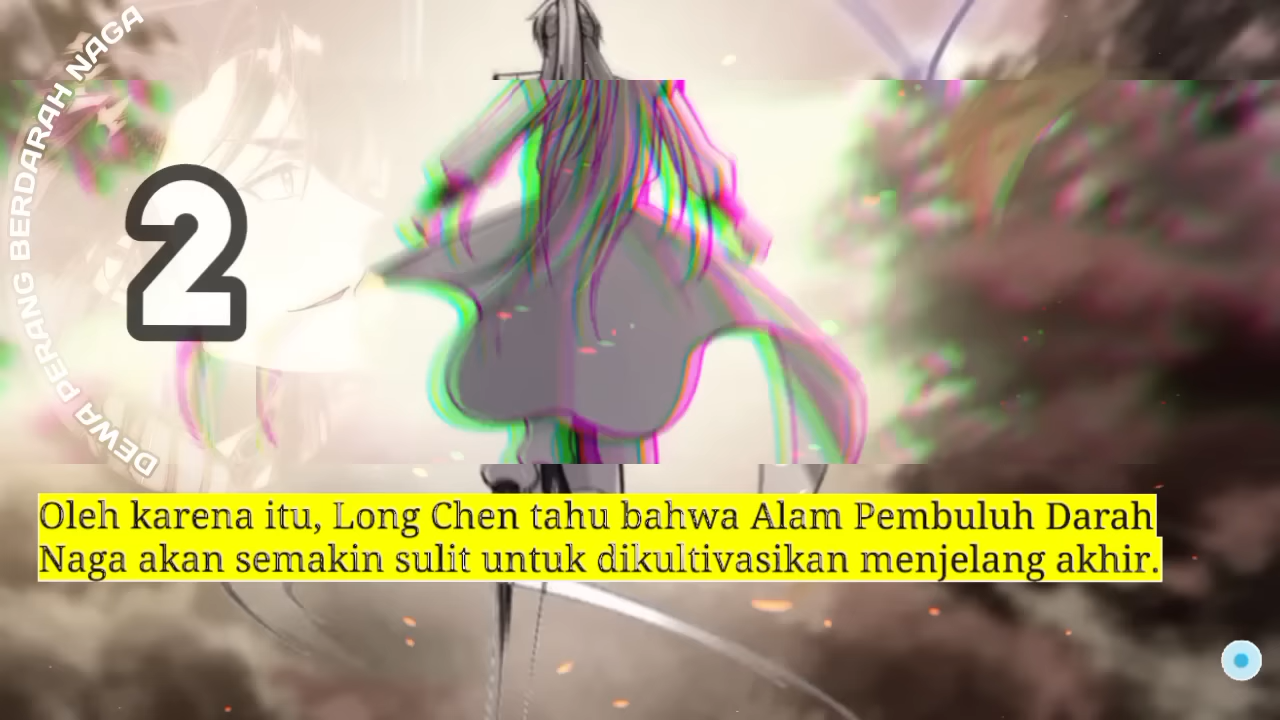 DEWA PERANG BERDARAH NAGA
2
Oleh karena itu, Long Chen tahu bahwa Alam Pembuluh Darah
Naga akan semakin sulit untuk dikultivasikan menjelang akhir.